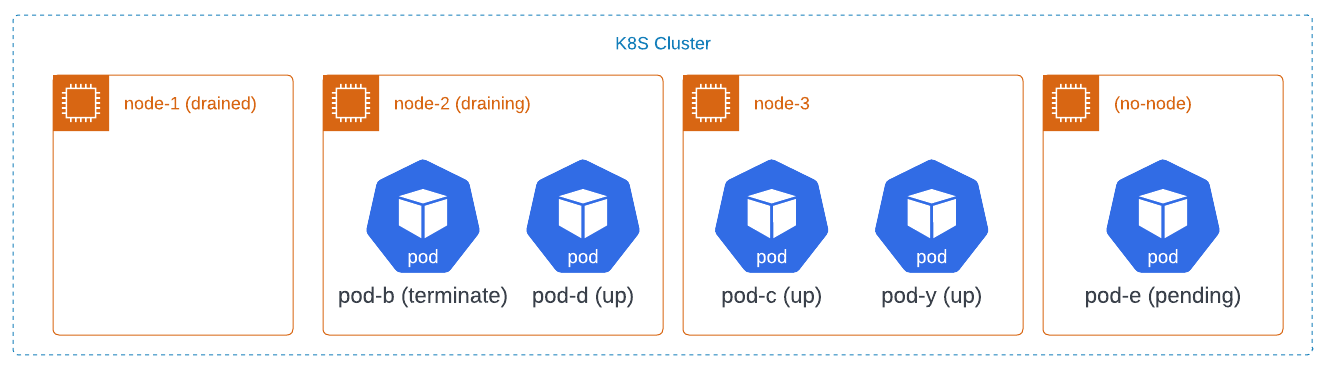 K8S Cluster
node-1 (drained)
node-2 (draining)
node-3
(no-node)
pod
pod
pod
pod
pod
pod-b (terminate)
pod-d (up)
pod-c (up)
pod-y (up)
pod-e (pending)